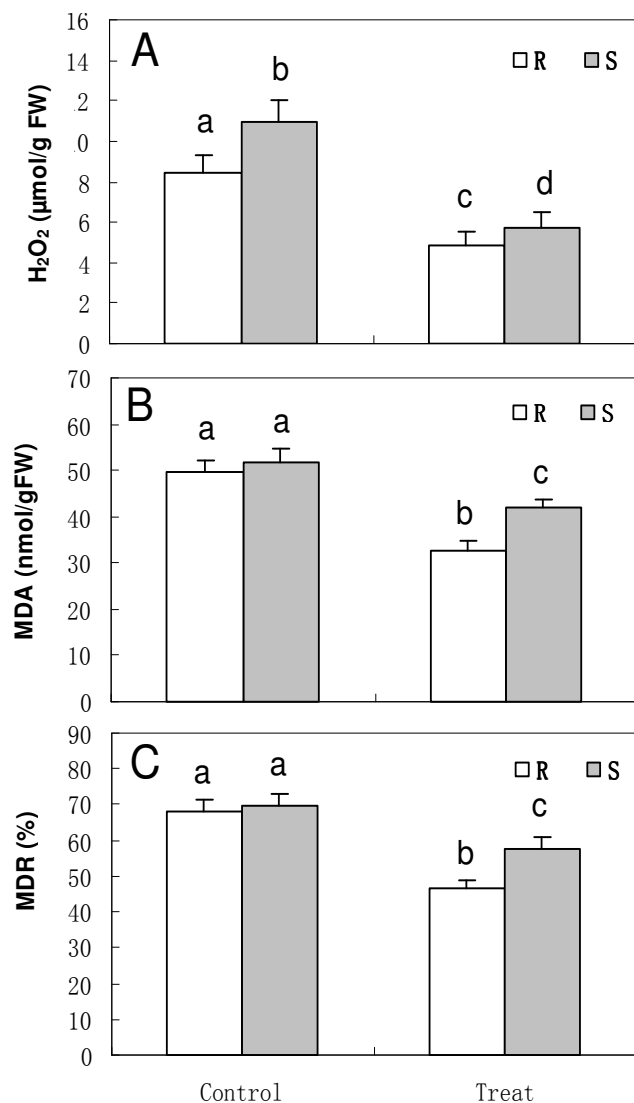 A
R S
H₂O₂ (μmol/g FW)
16
14
2
0
8
6
4
2
0
a
b
c
d
B
R S
MDA (nmol/gFW)
70
60
50
40
30
20
10
0
a
a
b
c
C
R S
MDR (%)
90
80
70
60
50
40
30
20
10
0
a
a
b
c
Control Treat